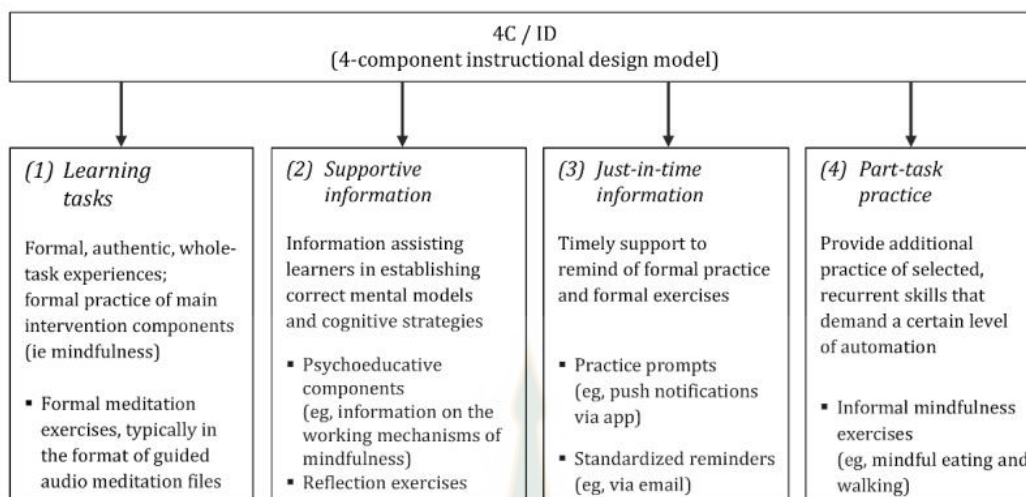 4C / ID
(4-component instructional design model)
(1) Learning
tasks
Formal, authentic, whole-
task experiences;
formal practice of main
intervention components
(ie mindfulness)
▪ Formal meditation
exercises, typically in
the format of guided
audio meditation files
(2) Supportive
information
Information assisting
learners in establishing
correct mental models
and cognitive strategies
▪ Psychoeducative
components
(eg, information on the
working mechanisms of
mindfulness)
▪ Reflection exercises
(3) Just-in-time
information
Timely support to
remind of formal practice
and formal exercises
▪ Practice prompts
(eg, push notifications
via app)
▪ Standardized reminders
(eg, via email)
(4) Part-task
practice
Provide additional
practice of selected,
recurrent skills that
demand a certain level
of automation
▪ Informal mindfulness
exercises
(eg, mindful eating and
walking)